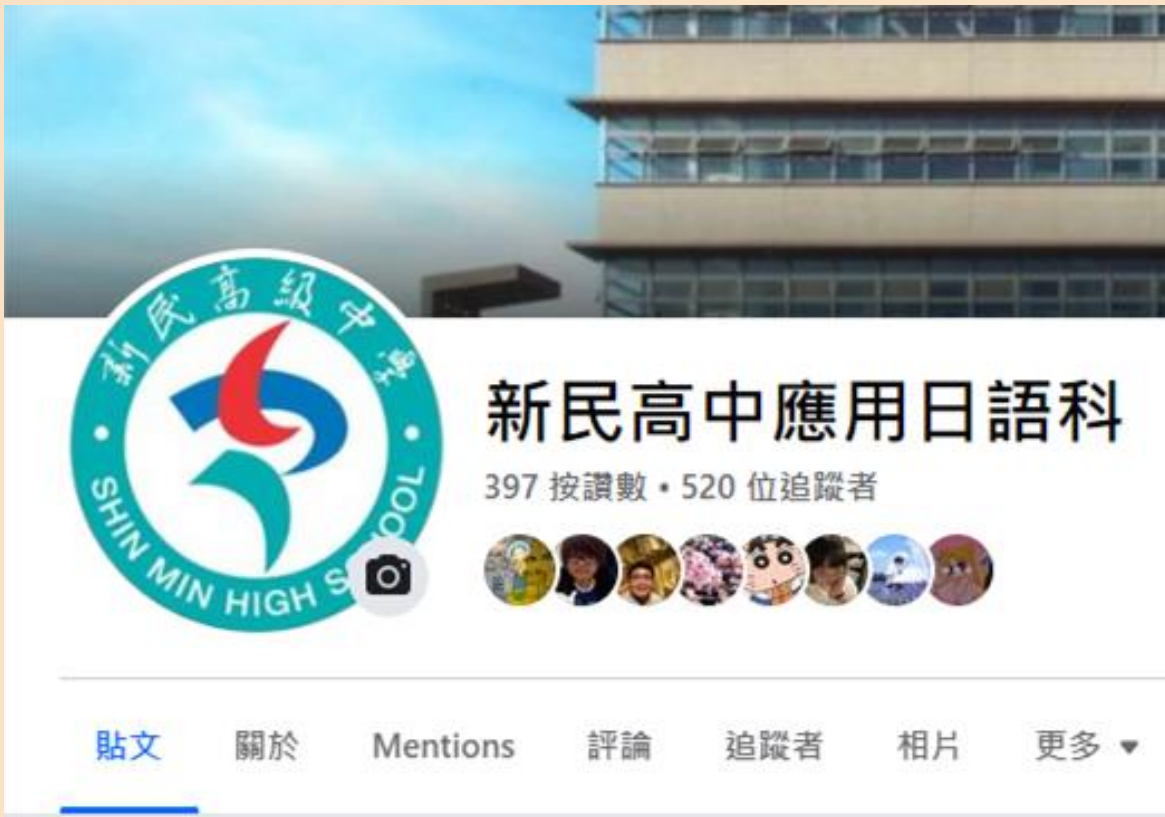 新民高級中學
SHIN MIN HIGH SCHOOL
新民高中應用日語科
397 按讚數 • 520 位追蹤者
貼文 關於 Mentions 評論 追蹤者 相片 更多